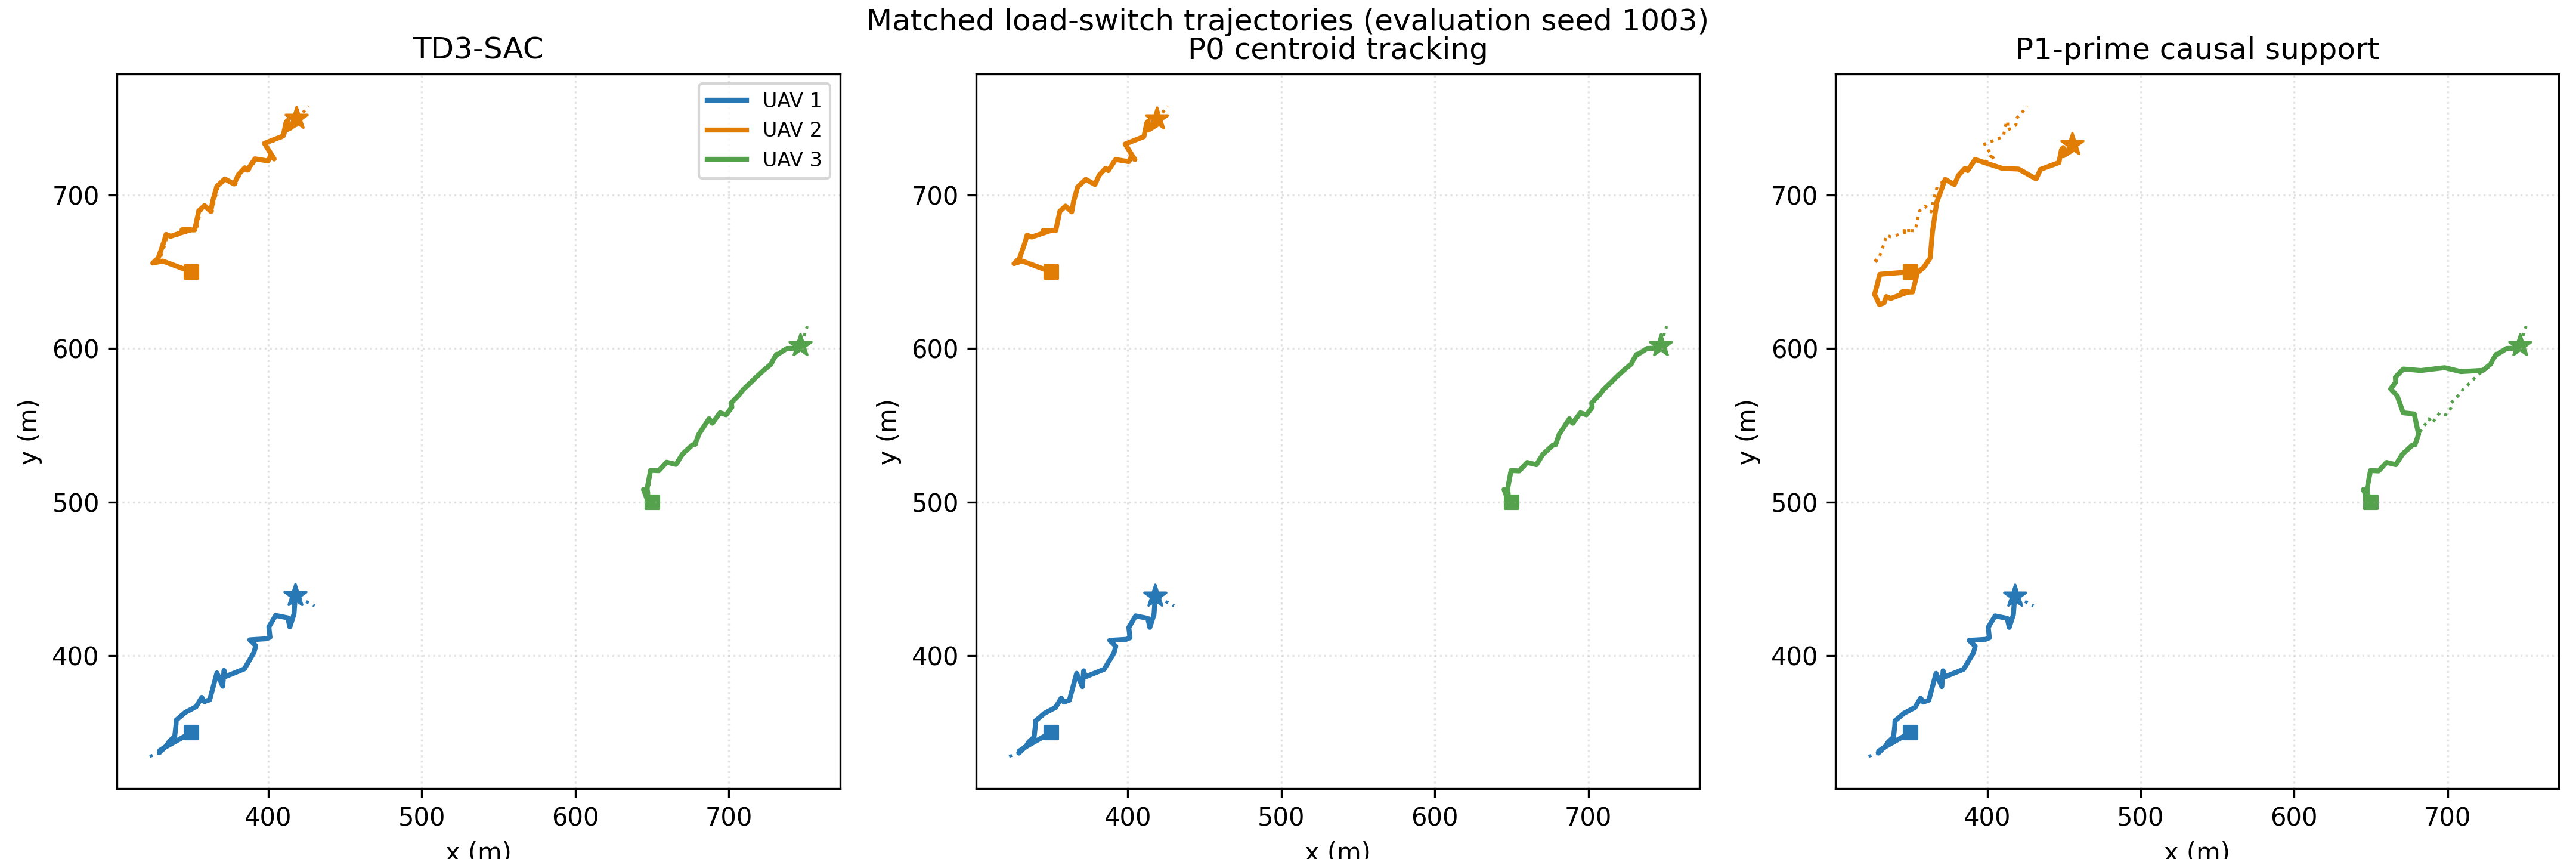 Matched load-switch trajectories (evaluation seed 1003)
TD3-SAC
P0 centroid tracking
P1-prime causal support
UAV 1
UAV 2
UAV 3
y (m)
700
600
500
400
400
500
600
700
x (m)
y (m)
700
600
500
400
400
500
600
700
x (m)
y (m)
700
600
500
400
400
500
600
700
x (m)